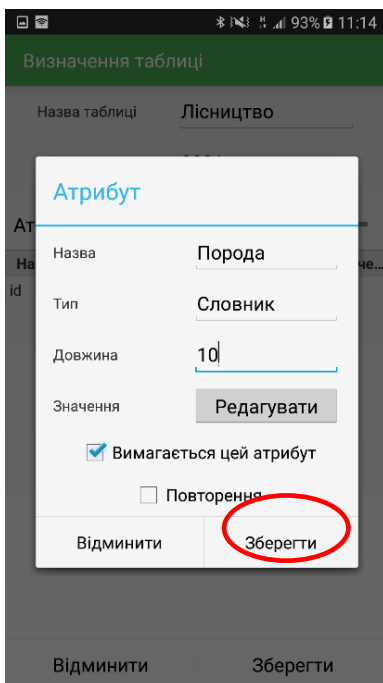 93% 11:14
Визначення таблиці
Назва таблиці Лісництво
Атрибут
Ат
Назва Порода
На че...
id
Тип Словник
Довжина 10
Значення Редагувати
Вимагається цей атрибут
Повторення
Відминити Зберегти
Відминити Зберегти